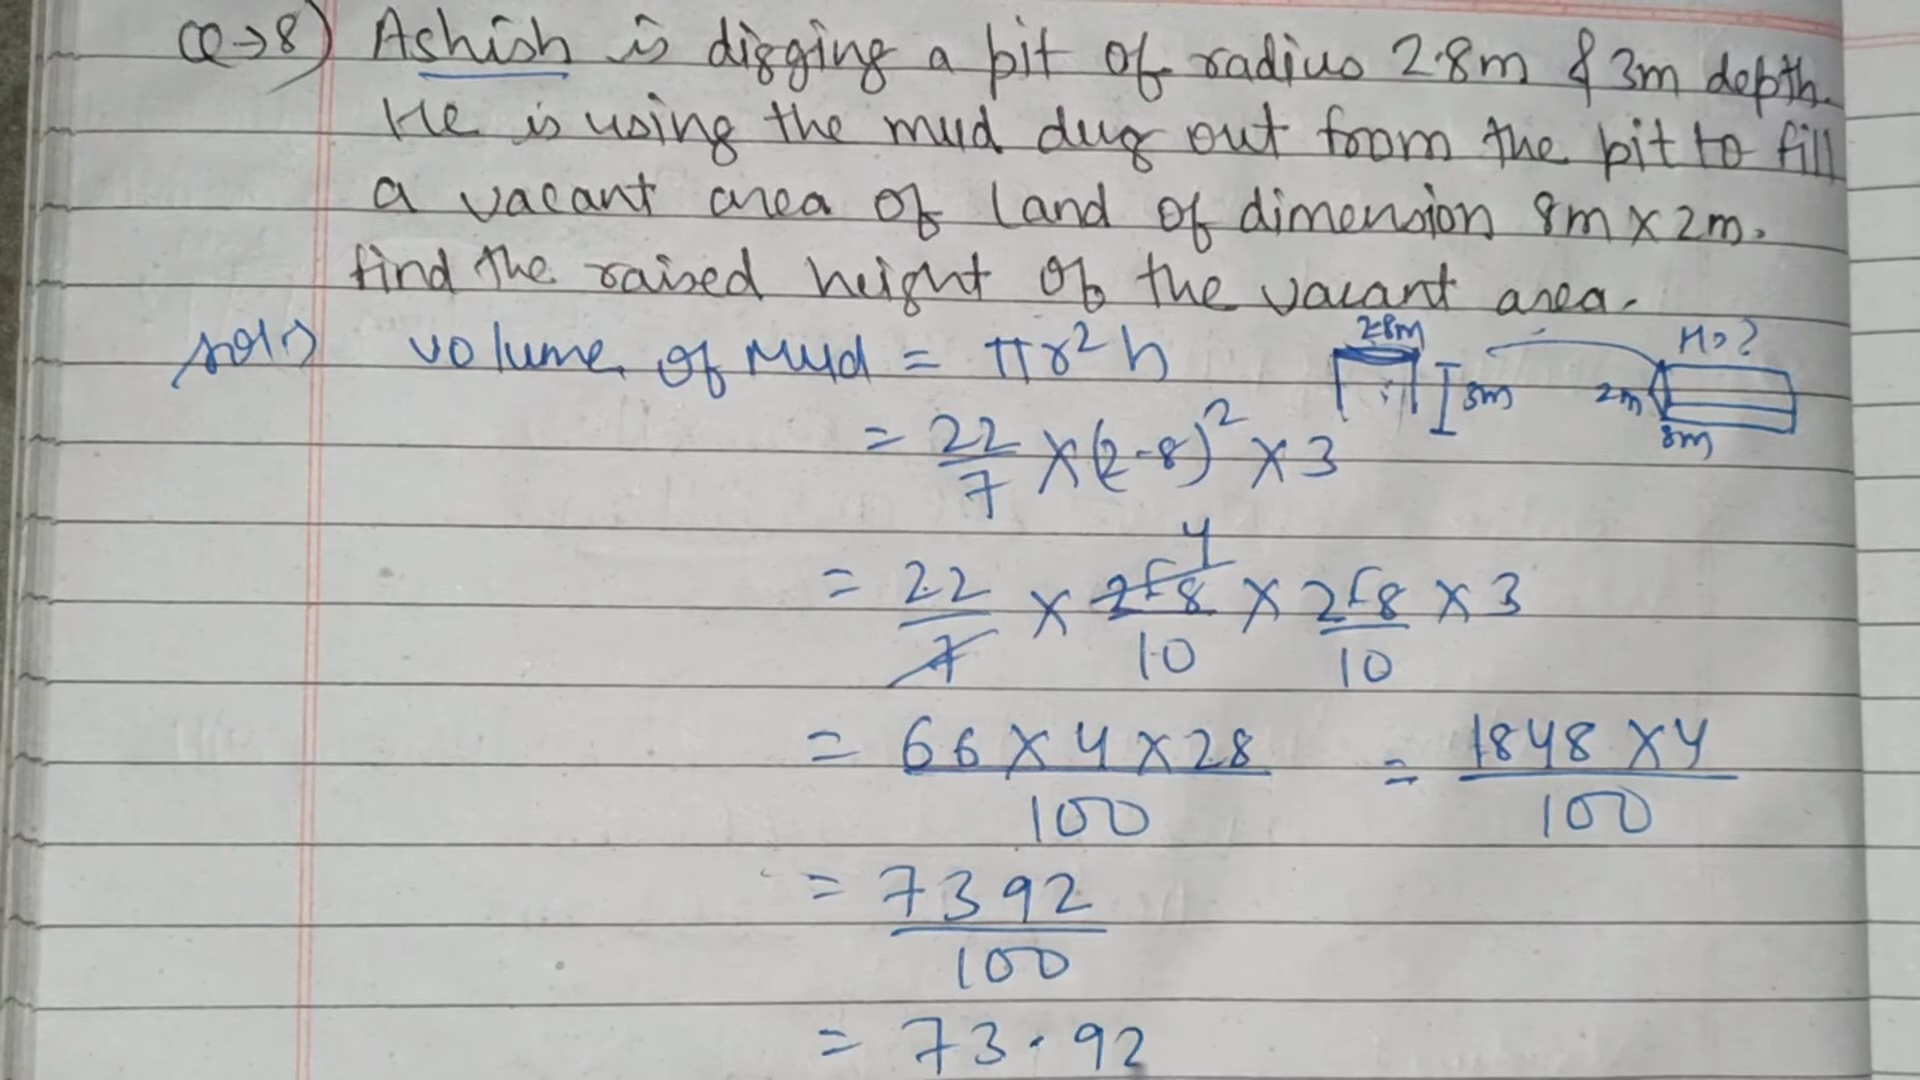 Q→8) Ashish is digging a pit of radius 2.8m & 3m depth.
He is using the mud dug out from the pit to fill
a vacant area of land of dimension 8m x 2m.
find the raised height of the vacant area.
soln) volume of Mud = πr²h
2.8m
3m
H=?
2m
8m
= 22/7 × (2.8)² × 3
= 22/7 × 28/10 × 28/10 × 3
4
= 66 × 4 × 28 / 100 = 1848 × 4 / 100
= 7392 / 100
= 73.92